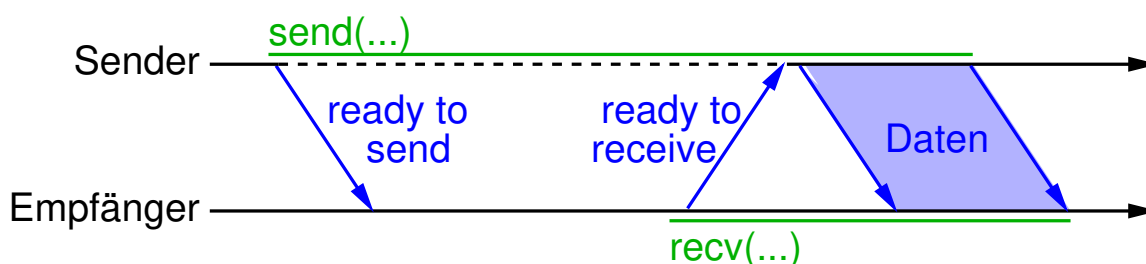 send(...)
Sender
ready to
send
ready to
receive
Daten
Empfänger
recv(...)